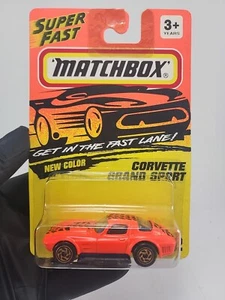 SUPER
FAST
3+
YEARS
MATCHBOX®
GET IN THE FAST LANE!
NEW COLOR
CORVETTE
GRAND SPORT